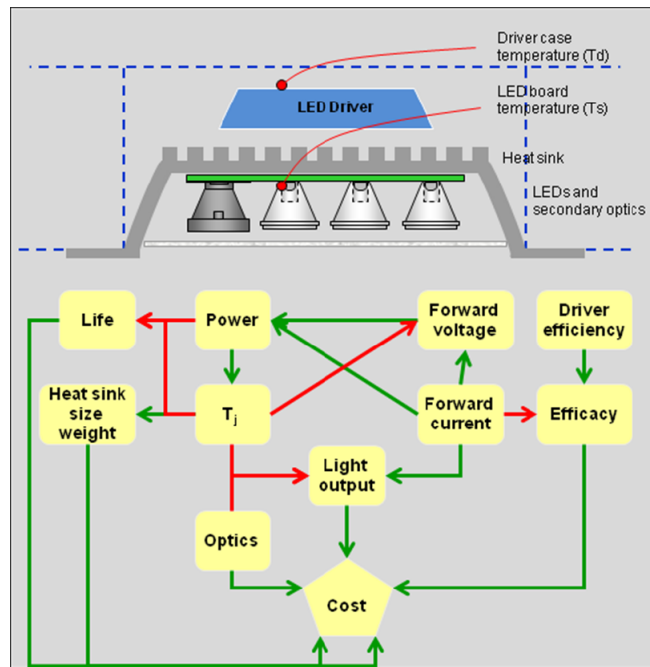 Driver case
temperature (Td)
LED Driver
LED board
temperature (Ts)
Heat sink
LEDs and
secondary optics
Life
Power
Forward
voltage
Driver
efficiency
Heat sink
size
weight
Tj
Forward
current
Efficacy
Light
output
Optics
Cost